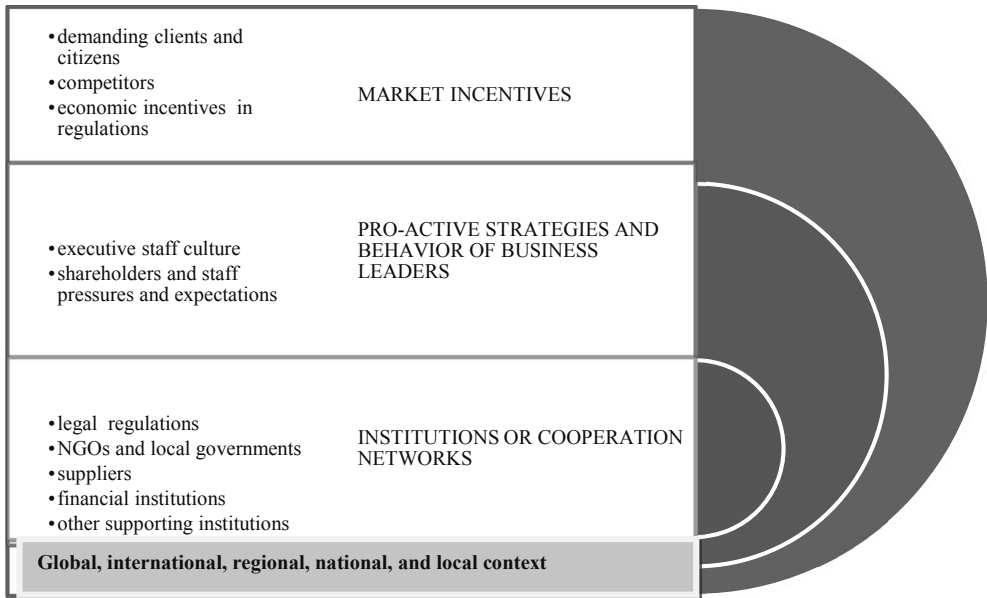 •demanding clients and
citizens
•competitors
•economic incentives in
regulations
MARKET INCENTIVES
•executive staff culture
•shareholders and staff
pressures and expectations
PRO-ACTIVE STRATEGIES AND
BEHAVIOR OF BUSINESS
LEADERS
•legal regulations
•NGOs and local governments
•suppliers
•financial institutions
•other supporting institutions
INSTITUTIONS OR COOPERATION
NETWORKS
Global, international, regional, national, and local context